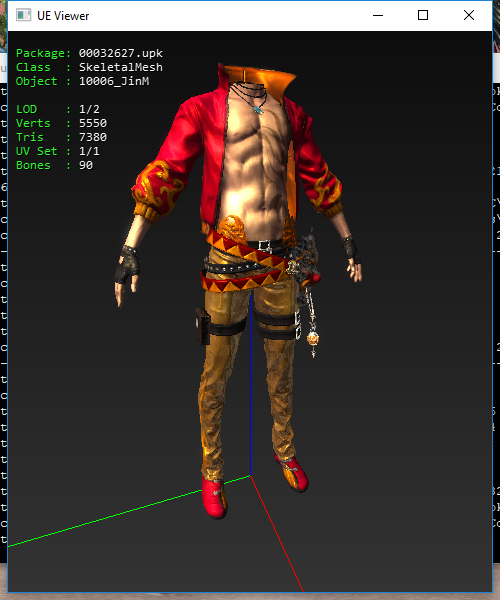 UE Viewer
Package: 00032627.upk
Class : SkeletalMesh
Object : 10006_JinM
LOD : 1/2
Verts : 5550
Tris : 7380
UV Set : 1/1
Bones : 90